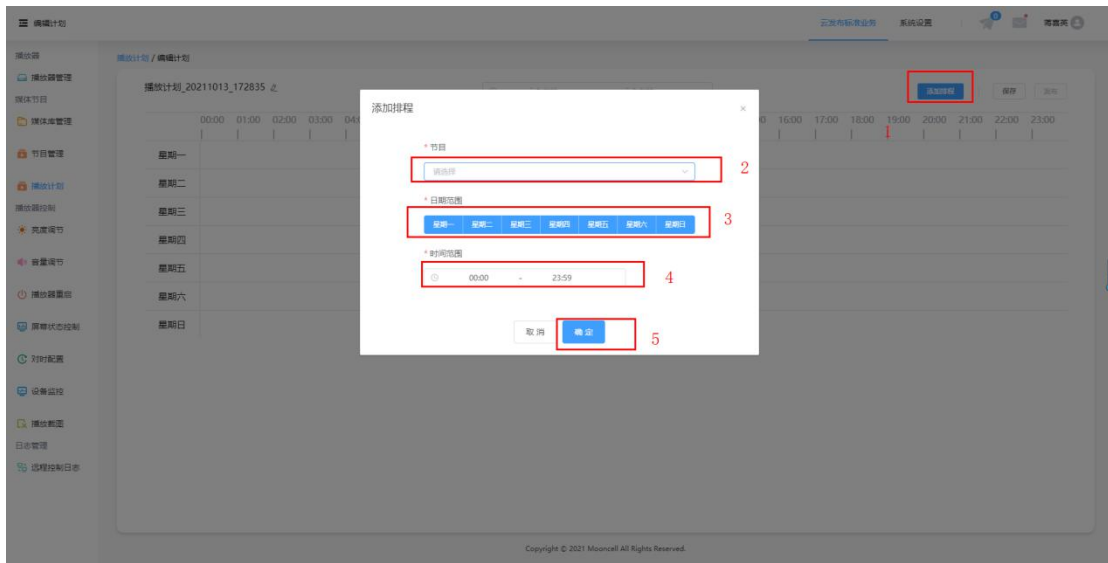 编辑计划
云发布标准业务 系统设置
播放器
播放器管理
媒体节目
媒体库管理
节目管理
播放计划
播放器控制
亮度调节
音量调节
播放器重启
屏幕状态控制
对时配置
设备监控
播放截图
日志管理
远程控制日志
播放计划 / 编辑计划
播放计划_20211013_172835
添加排程 保存
1
00:00 01:00 02:00 03:00
16:00 17:00 18:00 19:00 20:00 21:00 22:00 23:00
星期一
星期二
星期三
星期四
星期五
星期六
星期日
添加排程 ×
* 节目
请选择
2
* 日期范围
星期一 星期二 星期三 星期四 星期五 星期六 星期日
3
* 时间范围
00:00 - 23:59
4
取消 确定
5
Copyright © 2021 Mooncell All Rights Reserved.